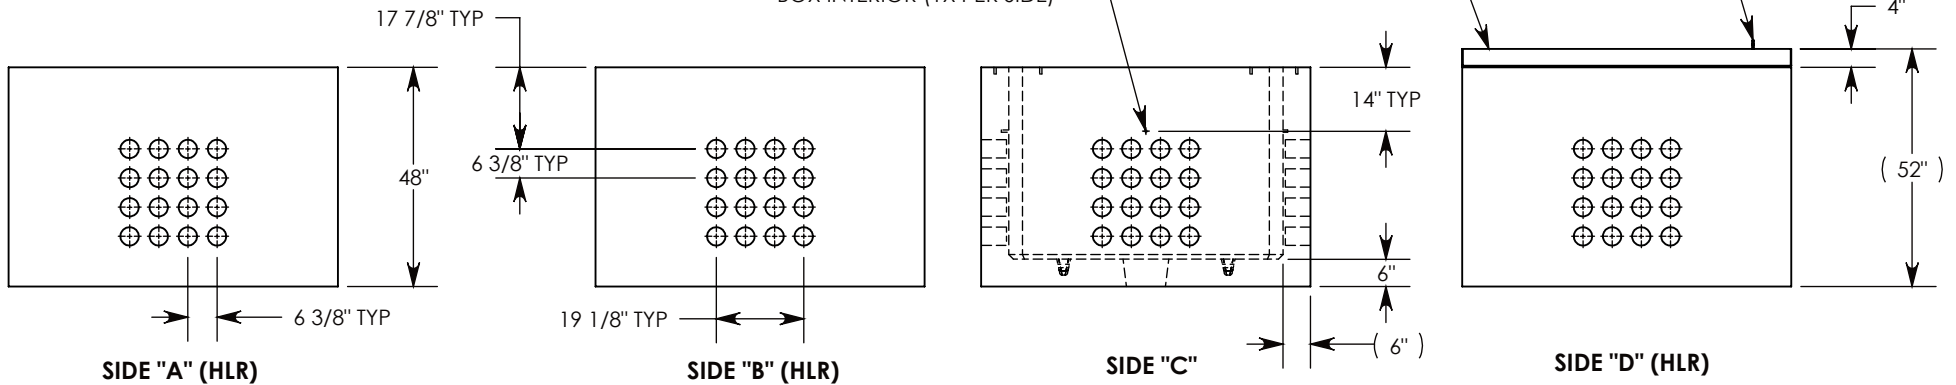 17 7/8" TYP
BOX INTERIOR (1X PER SIDE)
4"
14" TYP
6 3/8" TYP
48"
( 52" )
6"
6 3/8" TYP
19 1/8" TYP
( 6" )
SIDE "A" (HLR)
SIDE "B" (HLR)
SIDE "C"
SIDE "D" (HLR)